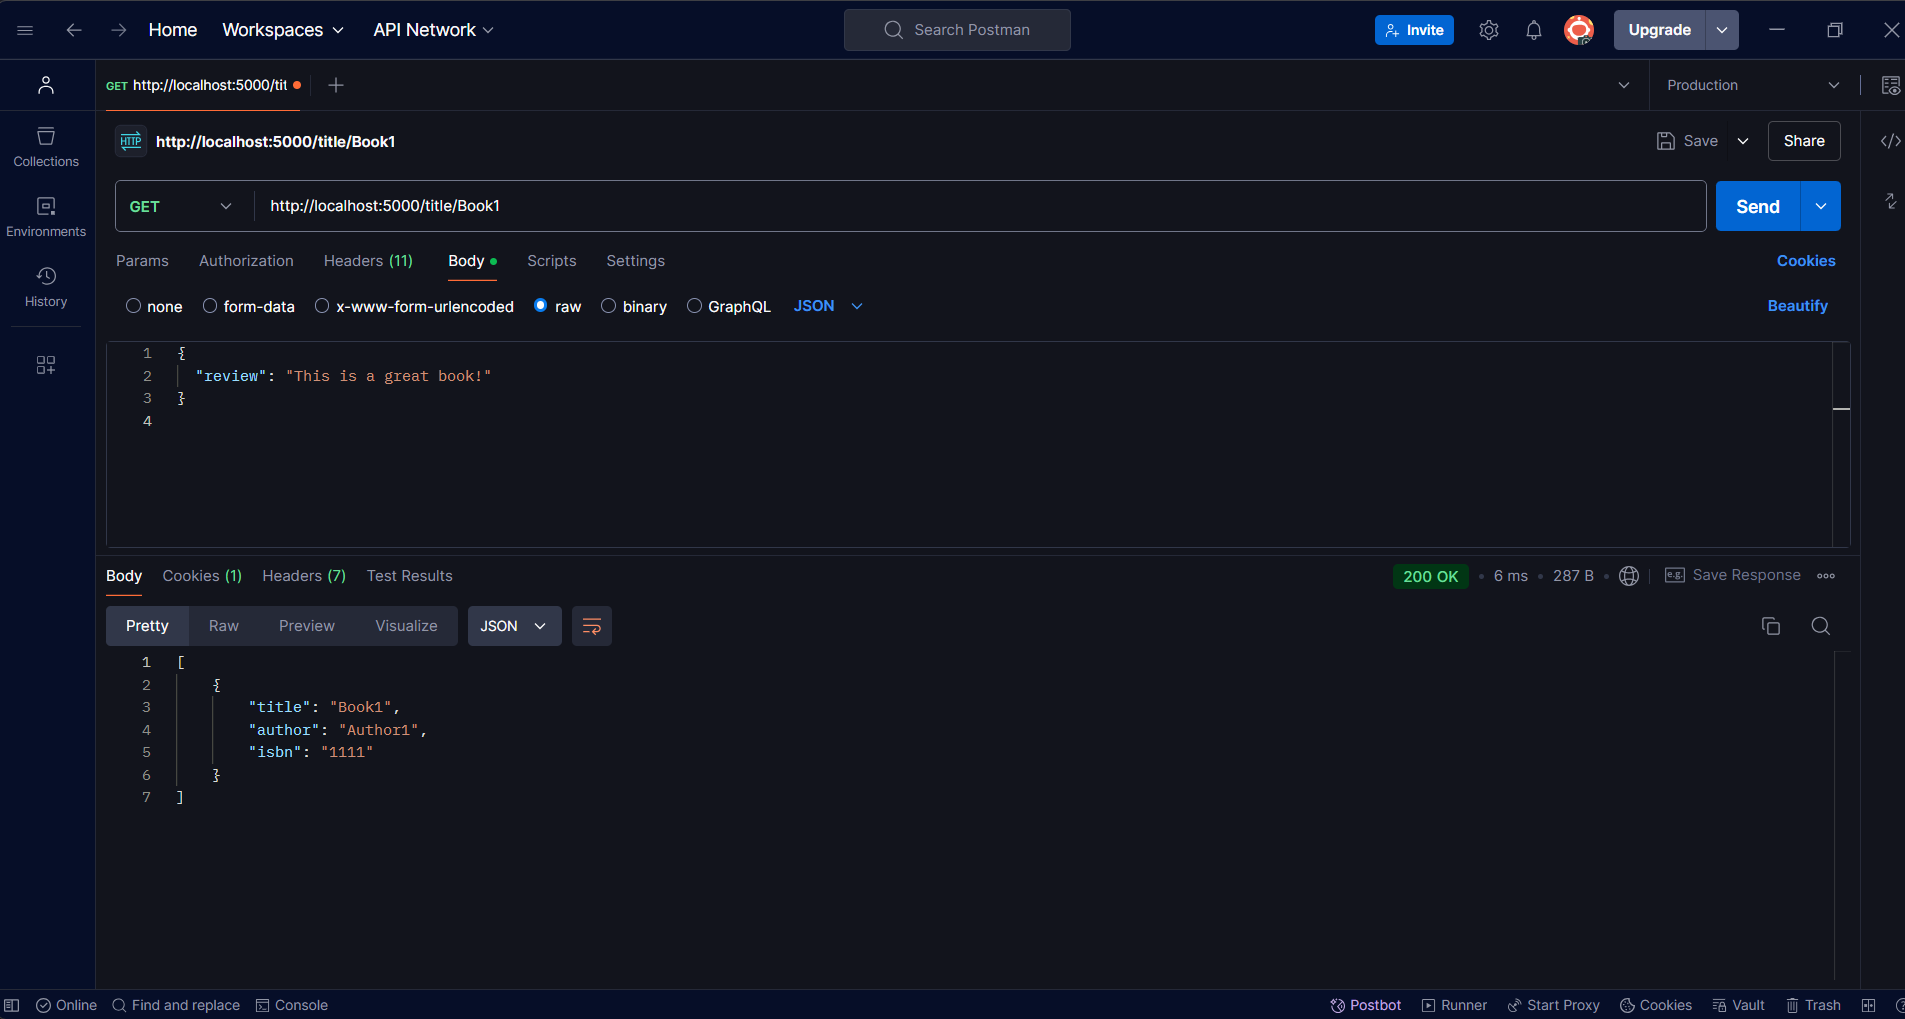 Home Workspaces API Network Search Postman Invite Upgrade
GET http://localhost:5000/tit Production
HTTP http://localhost:5000/title/Book1 Save Share
GET http://localhost:5000/title/Book1 Send
Collections
Environments
History
Params Authorization Headers (11) Body Scripts Settings Cookies
none form-data x-www-form-urlencoded raw binary GraphQL JSON Beautify
1 {
2 "review": "This is a great book!"
3 }
4
Body Cookies (1) Headers (7) Test Results 200 OK 6 ms 287 B e.g. Save Response
Pretty Raw Preview Visualize JSON
1 [
2 {
3 "title": "Book1",
4 "author": "Author1",
5 "isbn": "1111"
6 }
7 ]
Online Find and replace Console Postbot Runner Start Proxy Cookies Vault Trash